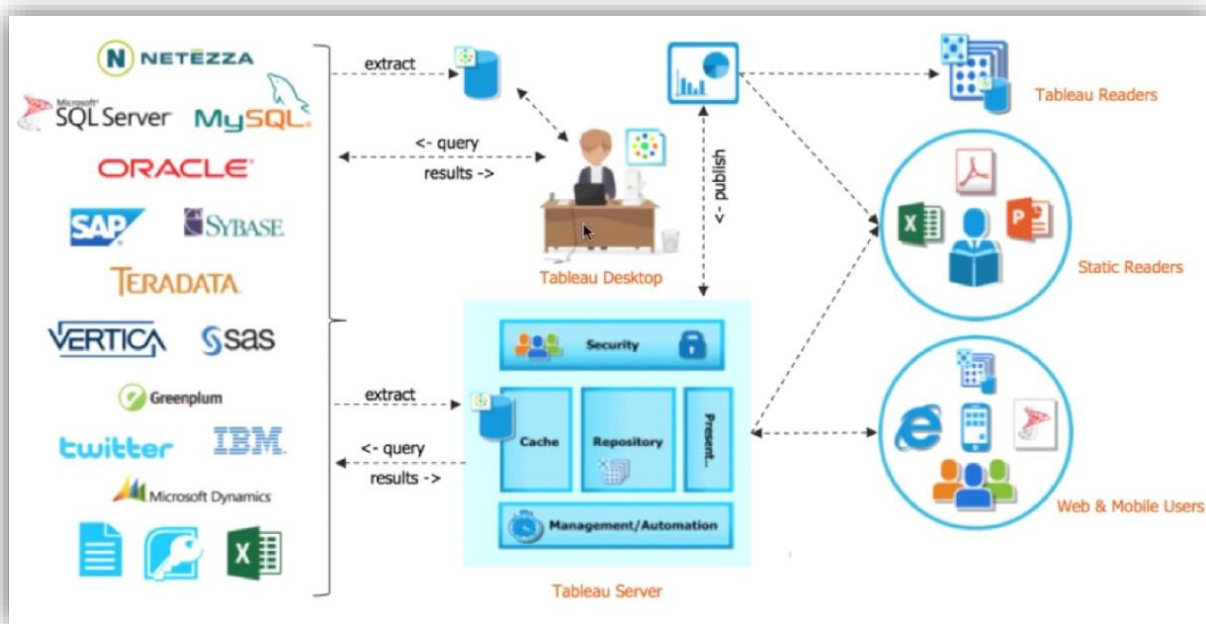 N NETEZZA
Microsoft®
SQL Server
MySQL®
ORACLE®
SAP®
SYBASE
TERADATA
VERTICA
sas
Greenplum
twitter
IBM®
Microsoft Dynamics
X
extract
<- query
results ->
Tableau Desktop
<- publish
Tableau Readers
X
P
Static Readers
Security
extract
<- query
results ->
Cache
Repository
Present..
Management/Automation
Tableau Server
Web & Mobile Users